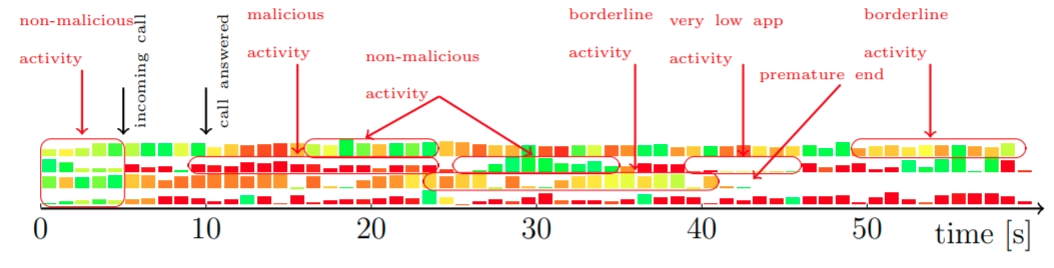 non-malicious
activity
incoming call
call answered
malicious
activity
non-malicious
activity
borderline
activity
very low app
activity
premature end
borderline
activity
0 10 20 30 40 50 time [s]